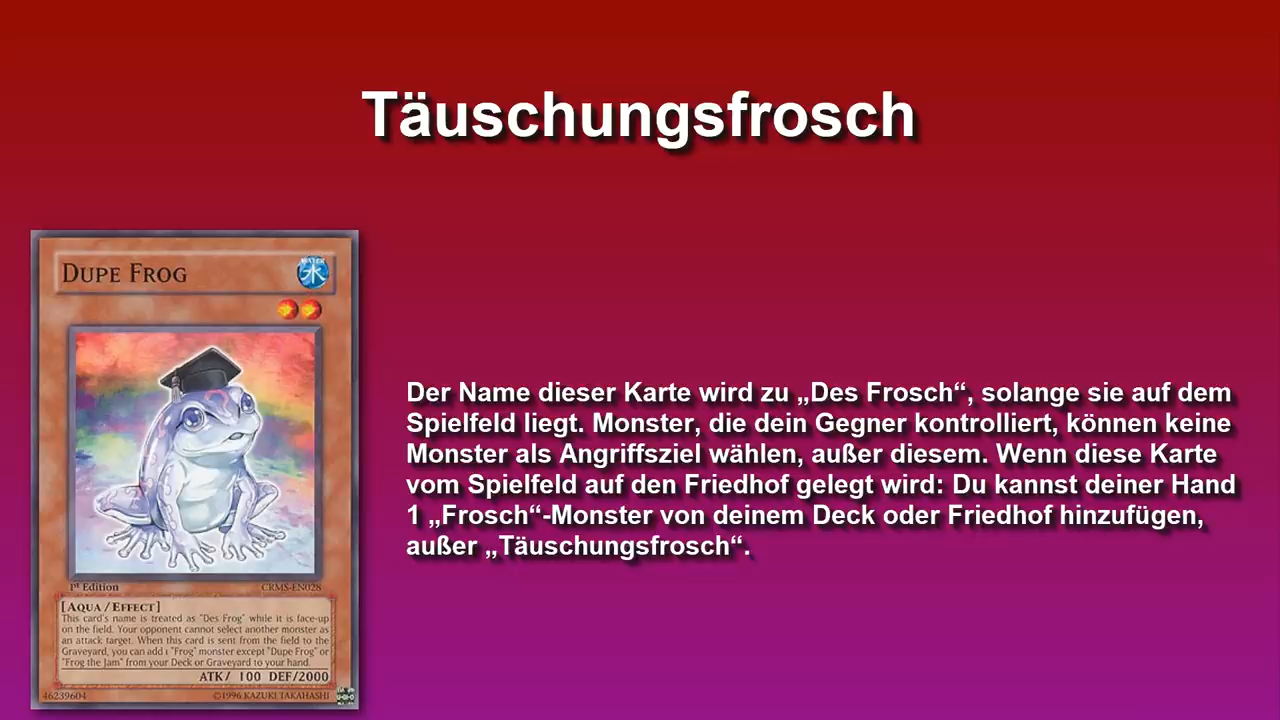 Täuschungsfrosch
DUPE FROG
WATER
水
Der Name dieser Karte wird zu „Des Frosch“, solange sie auf dem
Spielfeld liegt. Monster, die dein Gegner kontrolliert, können keine
Monster als Angriffsziel wählen, außer diesem. Wenn diese Karte
vom Spielfeld auf den Friedhof gelegt wird: Du kannst deiner Hand
1 „Frosch“-Monster von deinem Deck oder Friedhof hinzufügen,
außer „Täuschungsfrosch“.
1st Edition
CRMS-EN028
[AQUA / EFFECT]
This card's name is treated as "Des Frog" while it is face-up
on the field. Your opponent cannot select another monster as
an attack target. When this card is sent from the field to the
Graveyard, you can add 1 "Frog" monster except "Dupe Frog" or
"Frog the Jam" from your Deck or Graveyard to your hand.
ATK/ 100 DEF/2000
46239604
©1996 KAZUKI TAKAHASHI